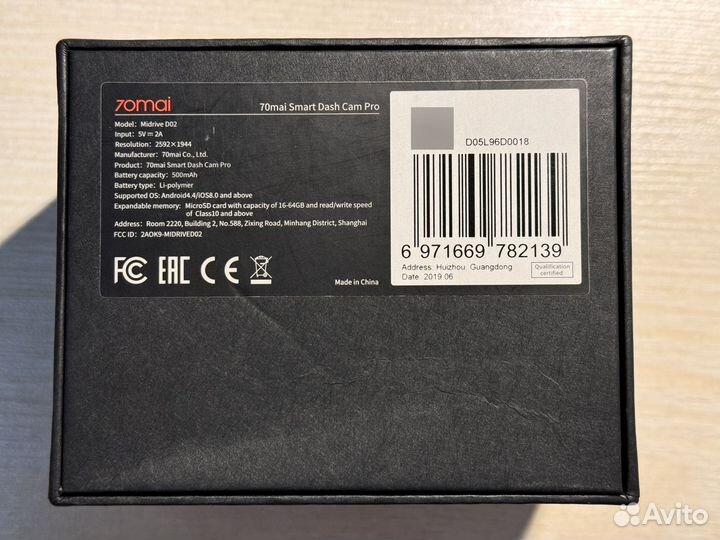 70mai
70mai Smart Dash Cam Pro
Model: Midrive D02
Input: 5V⎓2A
Resolution: 2592×1944
Manufacturer: 70mai Co., Ltd.
Product: 70mai Smart Dash Cam Pro
Battery capacity: 500mAh
Battery type: Li-polymer
Supported OS: Android4.4/iOS8.0 and above
Expandable memory: MicroSD card with capacity of 16-64GB and read/write speed
of Class10 and above
Address: Room 2220, Building 2, No.588, Zixing Road, Minhang District, Shanghai
FCC ID: 2AOK9-MIDRIVED02
FC EAC CE
Made in China
D05L96D0018
6 971669 782139
Address: Huizhou, Guangdong
Date: 2019.06
Qualification
certified
Avito